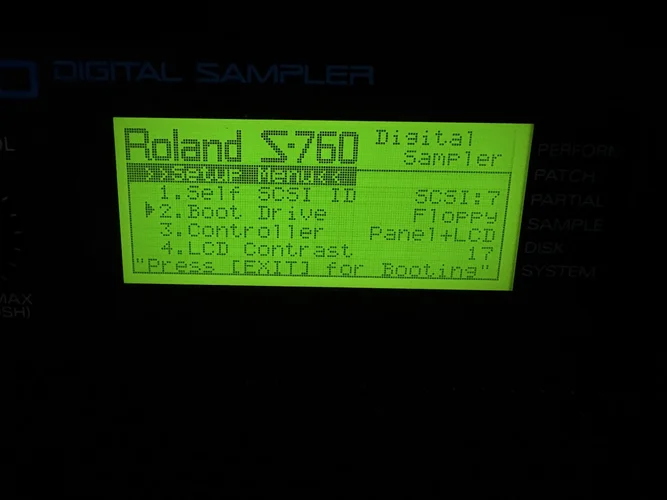 DIGITAL SAMPLER
Roland S-760 Digital Sampler
>>Setup Menu<<
1.Self SCSI ID SCSI:7
2.Boot Drive Floppy
3.Controller Panel+LCD
4.LCD Contrast 17
"Press [EXIT] for Booting"
PERFORM
PATCH
PARTIAL
SAMPLE
DISK
SYSTEM
MAX